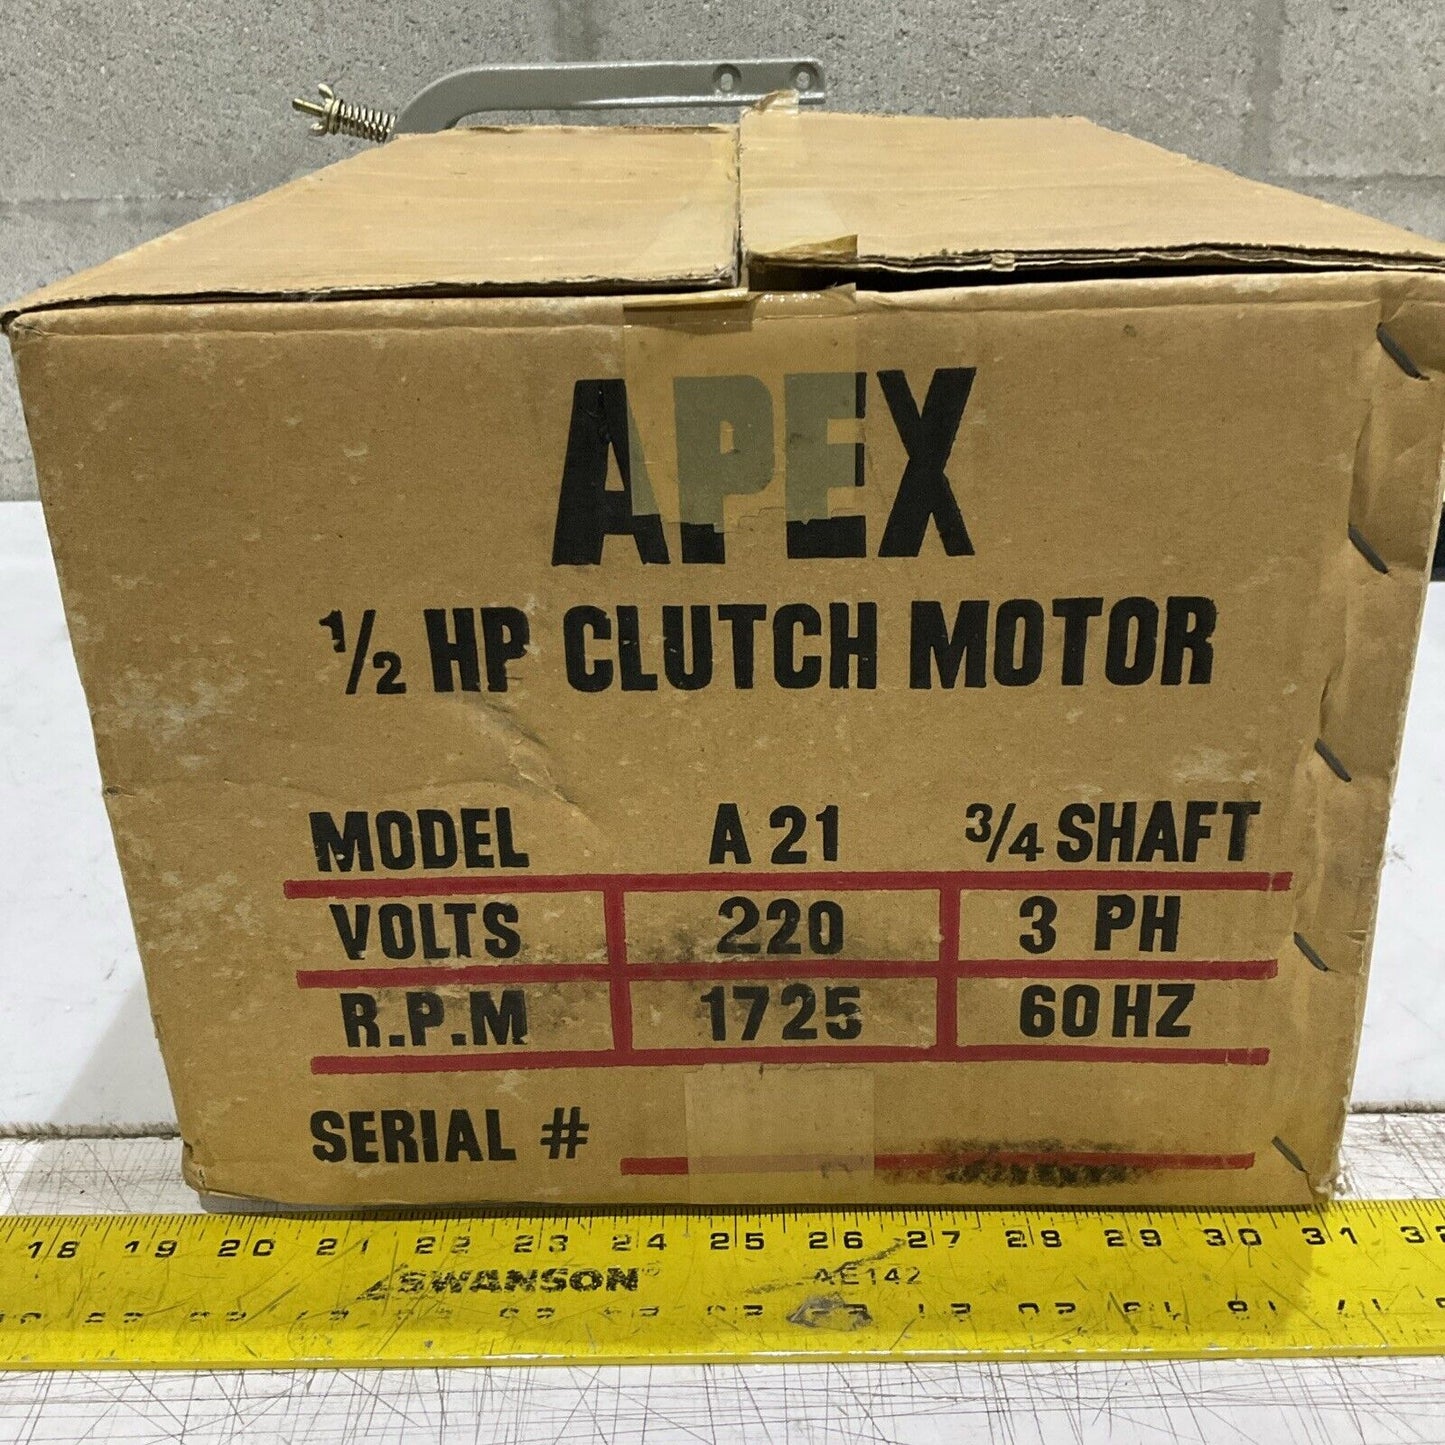 APEX
1/2 HP CLUTCH MOTOR
MODEL A 21 3/4 SHAFT
VOLTS 220 3 PH
R.P.M 1725 60 HZ
SERIAL #
18 19 20 21 22 23 24 25 26 27 28 29 30 31 32
SWANSON® AE142